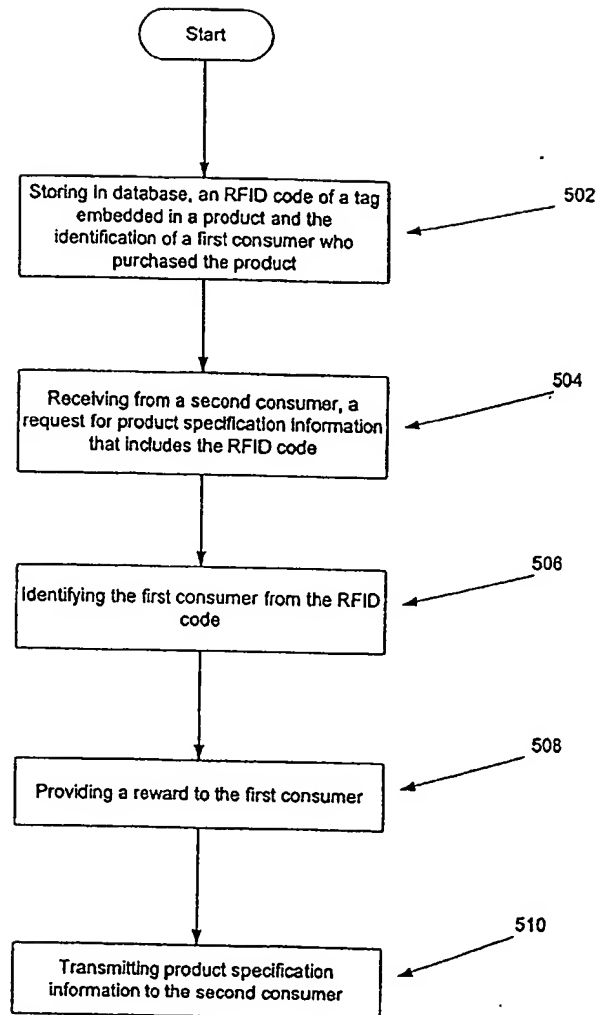 Start
Storing in database, an RFID code of a tag
embedded in a product and the
identification of a first consumer who
purchased the product
502
Receiving from a second consumer, a
request for product specification information
that includes the RFID code
504
Identifying the first consumer from the RFID
code
506
Providing a reward to the first consumer
508
Transmitting product specification
information to the second consumer
510